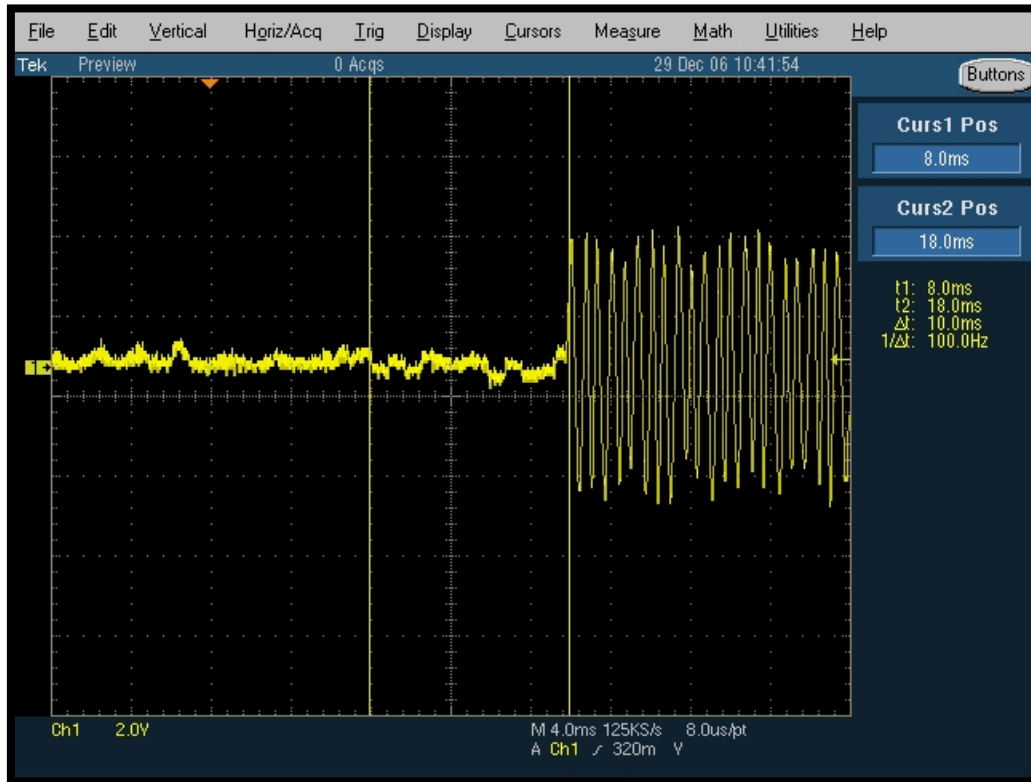 File Edit Vertical Horiz/Acq Trig Display Cursors Measure Math Utilities Help
Tek Preview 0 Acqs 29 Dec 06 10:41:54
Buttons
Curs1 Pos
8.0ms
Curs2 Pos
18.0ms
t1: 8.0ms
t2: 18.0ms
Δt: 10.0ms
1/Δt: 100.0Hz
1
Ch1 2.0V M 4.0ms 125KS/s 8.0us/pt
A Ch1 / 320m V